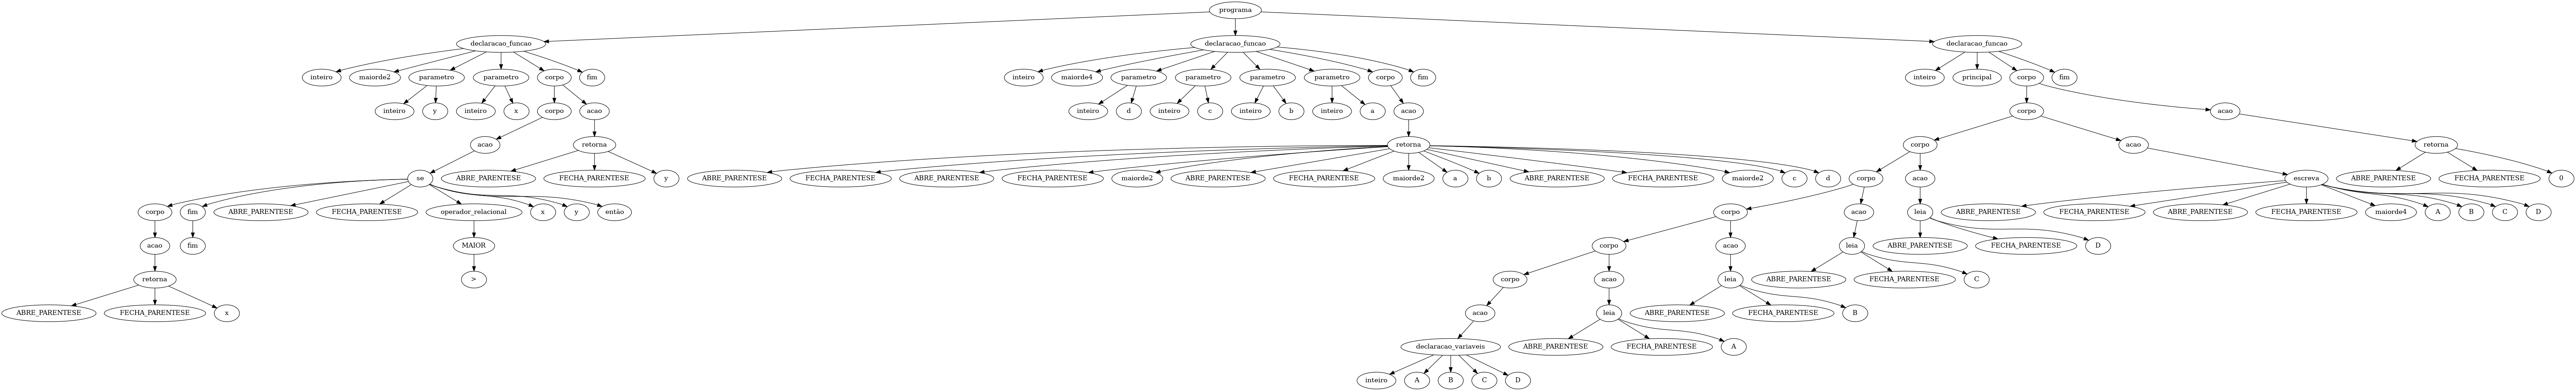 programa
declaracao_funcao declaracao_funcao declaracao_funcao
inteiro maiorde2 parametro parametro corpo fim inteiro maiorde4 parametro parametro parametro parametro corpo fim inteiro principal corpo fim
inteiro y inteiro x corpo acao inteiro d inteiro c inteiro b inteiro a acao corpo acao
acao retorna retorna corpo acao retorna
se ABRE_PARENTESE FECHA_PARENTESE y ABRE_PARENTESE FECHA_PARENTESE ABRE_PARENTESE FECHA_PARENTESE maiorde2 ABRE_PARENTESE FECHA_PARENTESE maiorde2 a b ABRE_PARENTESE FECHA_PARENTESE maiorde2 c d corpo acao escreva ABRE_PARENTESE FECHA_PARENTESE 0
corpo fim ABRE_PARENTESE FECHA_PARENTESE operador_relacional x y então corpo acao leia ABRE_PARENTESE FECHA_PARENTESE ABRE_PARENTESE FECHA_PARENTESE maiorde4 A B C D
acao fim MAIOR corpo acao leia ABRE_PARENTESE FECHA_PARENTESE D
retorna > corpo acao leia ABRE_PARENTESE FECHA_PARENTESE C
ABRE_PARENTESE FECHA_PARENTESE x acao leia ABRE_PARENTESE FECHA_PARENTESE B
declaracao_variaveis ABRE_PARENTESE FECHA_PARENTESE A
inteiro A B C D